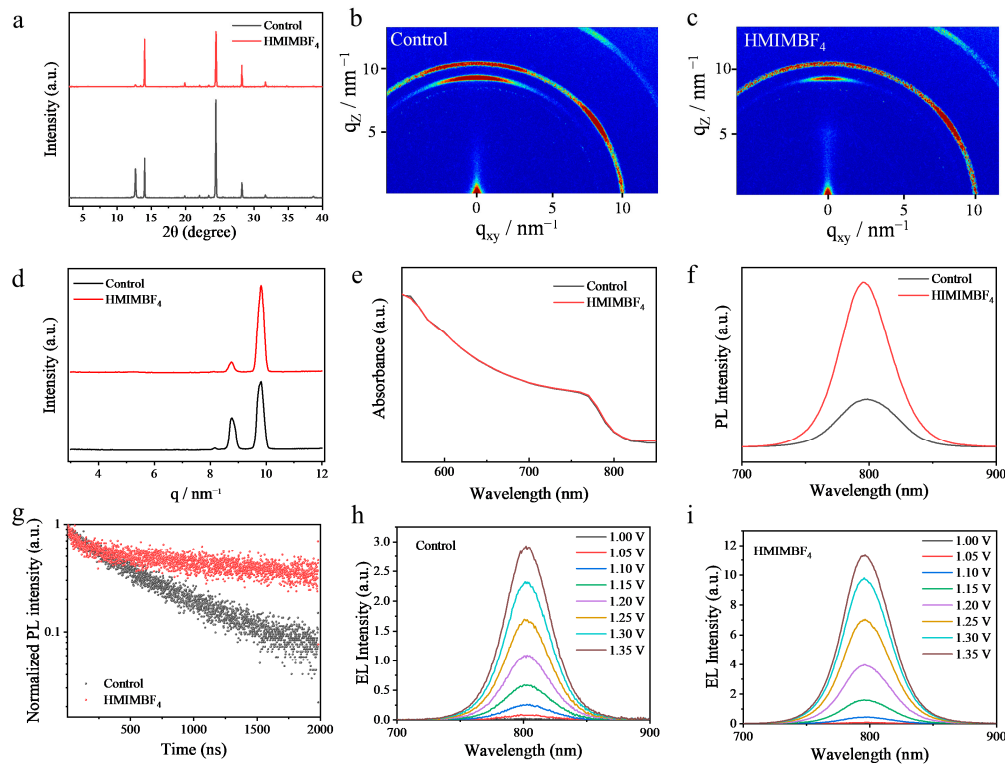 a
Control
HMIMBF₄
Intensity (a.u.)
5 10 15 20 25 30 35 40
2θ (degree)
b
Control
q_Z / nm⁻¹
10
5
0 5 10
q_xy / nm⁻¹
c
HMIMBF₄
q_Z / nm⁻¹
10
5
0 5 10
q_xy / nm⁻¹
d
Control
HMIMBF₄
Intensity (a.u.)
4 6 8 10 12
q / nm⁻¹
e
Control
HMIMBF₄
Absorbance (a.u.)
600 700 800
Wavelength (nm)
f
Control
HIMIMBF₄
PL Intensity (a.u.)
700 800 900
Wavelength (nm)
g
Normalized PL intensity (a.u.)
1
0.1
Control
HMIMBF₄
500 1000 1500 2000
Time (ns)
h
Control
EL Intensity (a.u.)
3.0
2.5
2.0
1.5
1.0
0.5
0.0
1.00 V
1.05 V
1.10 V
1.15 V
1.20 V
1.25 V
1.30 V
1.35 V
700 800 900
Wavelength (nm)
i
HMIMBF₄
EL Intensity (a.u.)
12
10
8
6
4
2
0
1.00 V
1.05 V
1.10 V
1.15 V
1.20 V
1.25 V
1.30 V
1.35 V
700 800 900
Wavelength (nm)